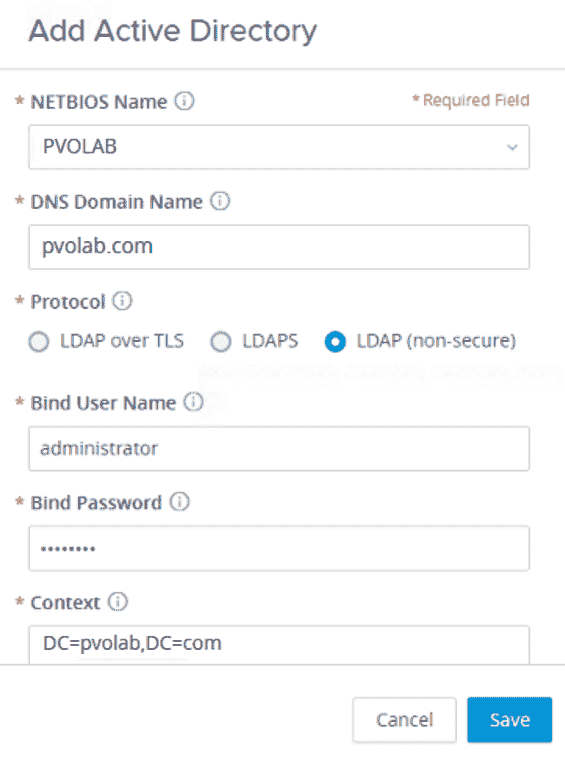 Add Active Directory
* NETBIOS Name
* Required Field
PVOLAB
* DNS Domain Name
pvolab.com
* Protocol
LDAP over TLS LDAPS LDAP (non-secure)
* Bind User Name
administrator
* Bind Password
••••••••
* Context
DC=pvolab,DC=com
Cancel Save